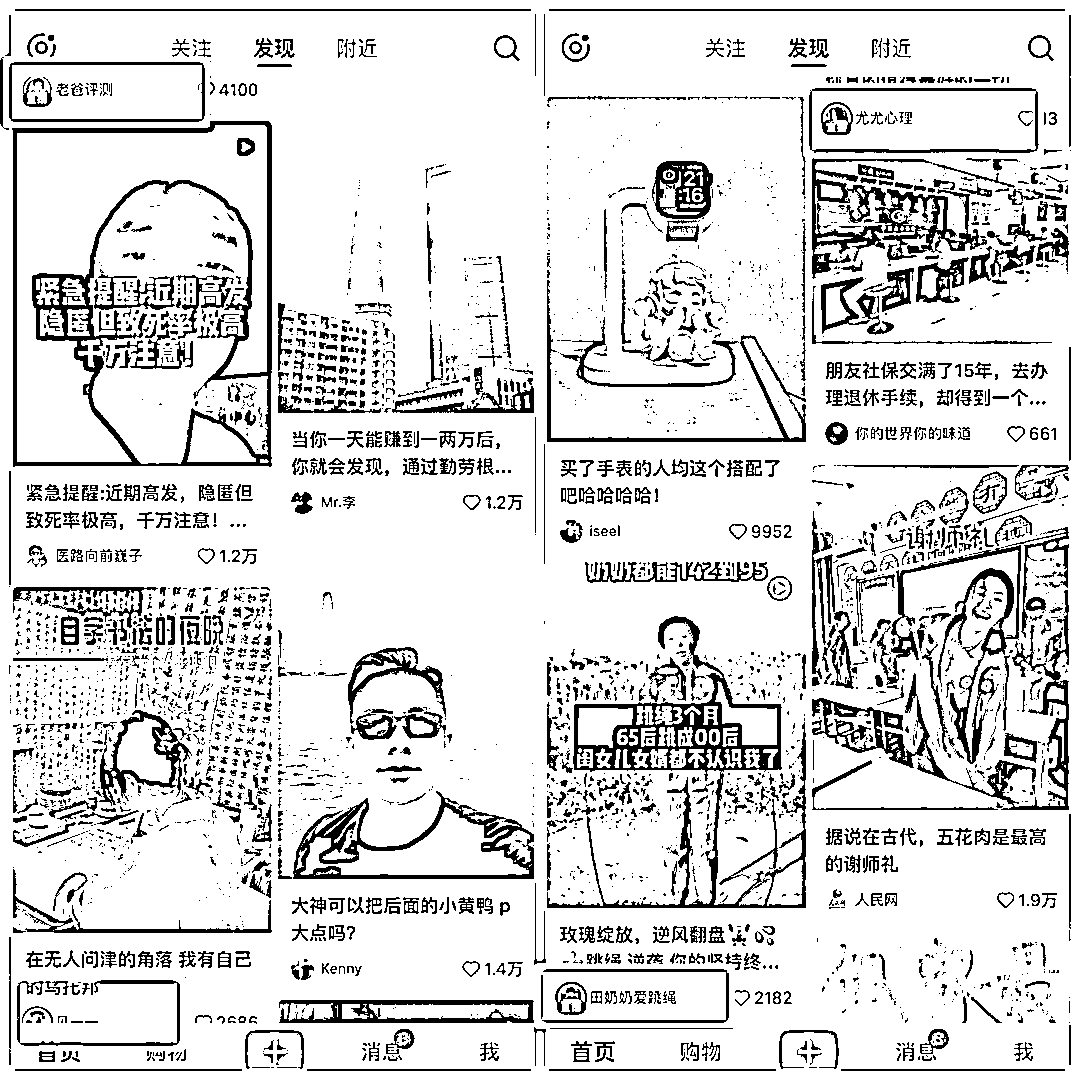 关注 发现 附近
老爸评测
4100
紧急提醒:近期高发
隐匿但致死率极高
千万注意!
紧急提醒:近期高发，隐匿但
致死率极高，千万注意！...
医路向前巍子
1.2万
自学书法的夜晚
在无人问津的角落 我有自己
的乌托邦
2686
当你一天能赚到一两万后，
你就会发现，通过勤劳根...
Mr.李
1.2万
大神可以把后面的小黄鸭 p
大点吗？
Kenny
1.4万
首页 购物 消息 我
关注 发现 附近
21
16
买了手表的人均这个搭配了
吧哈哈哈哈！
iseel
9952
奶奶都能142到95
跳绳3个月
65后跳成00后
闺女儿女婿都不认识我了
玫瑰绽放，逆风翻盘
跳绳 逆袭 你的坚持终...
田奶奶爱跳绳
2182
尤尤心理
13
朋友社保交满了15年，去办
理退休手续，却得到一个...
你的世界你的味道
661
谢师礼
据说在古代，五花肉是最高
的谢师礼
人民网
1.9万
首页 购物 消息 我